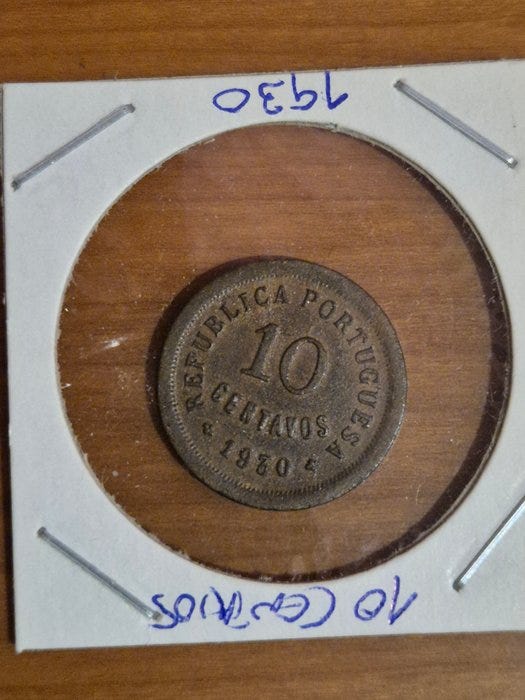 1930
REPUBLICA PORTUGUESA
10
CENTAVOS
1930
10 CENTAVOS